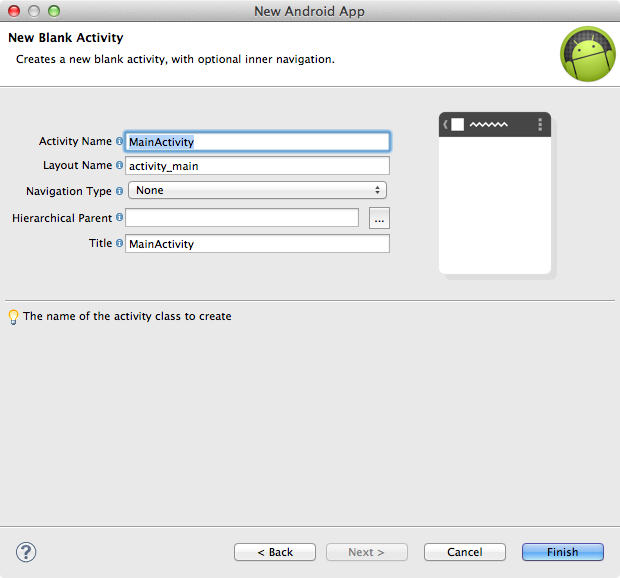 New Android App
New Blank Activity
Creates a new blank activity, with optional inner navigation.
Activity Name MainActivity
Layout Name activity_main
Navigation Type None
Hierarchical Parent ...
Title MainActivity
The name of the activity class to create
? < Back Next > Cancel Finish